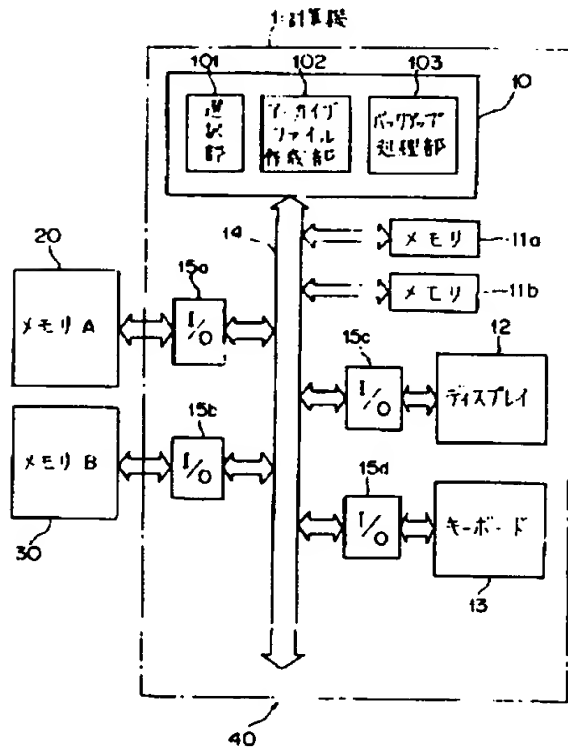 1:計算機
101
102
103
10
選択部
アーカイブ
ファイル
作成部
バックアップ
処理部
14
メモリ
11a
メモリ
11b
20
メモリ A
15a
I/O
15c
I/O
12
ディスプレイ
メモリ B
30
15b
I/O
15d
I/O
キーボード
13
40